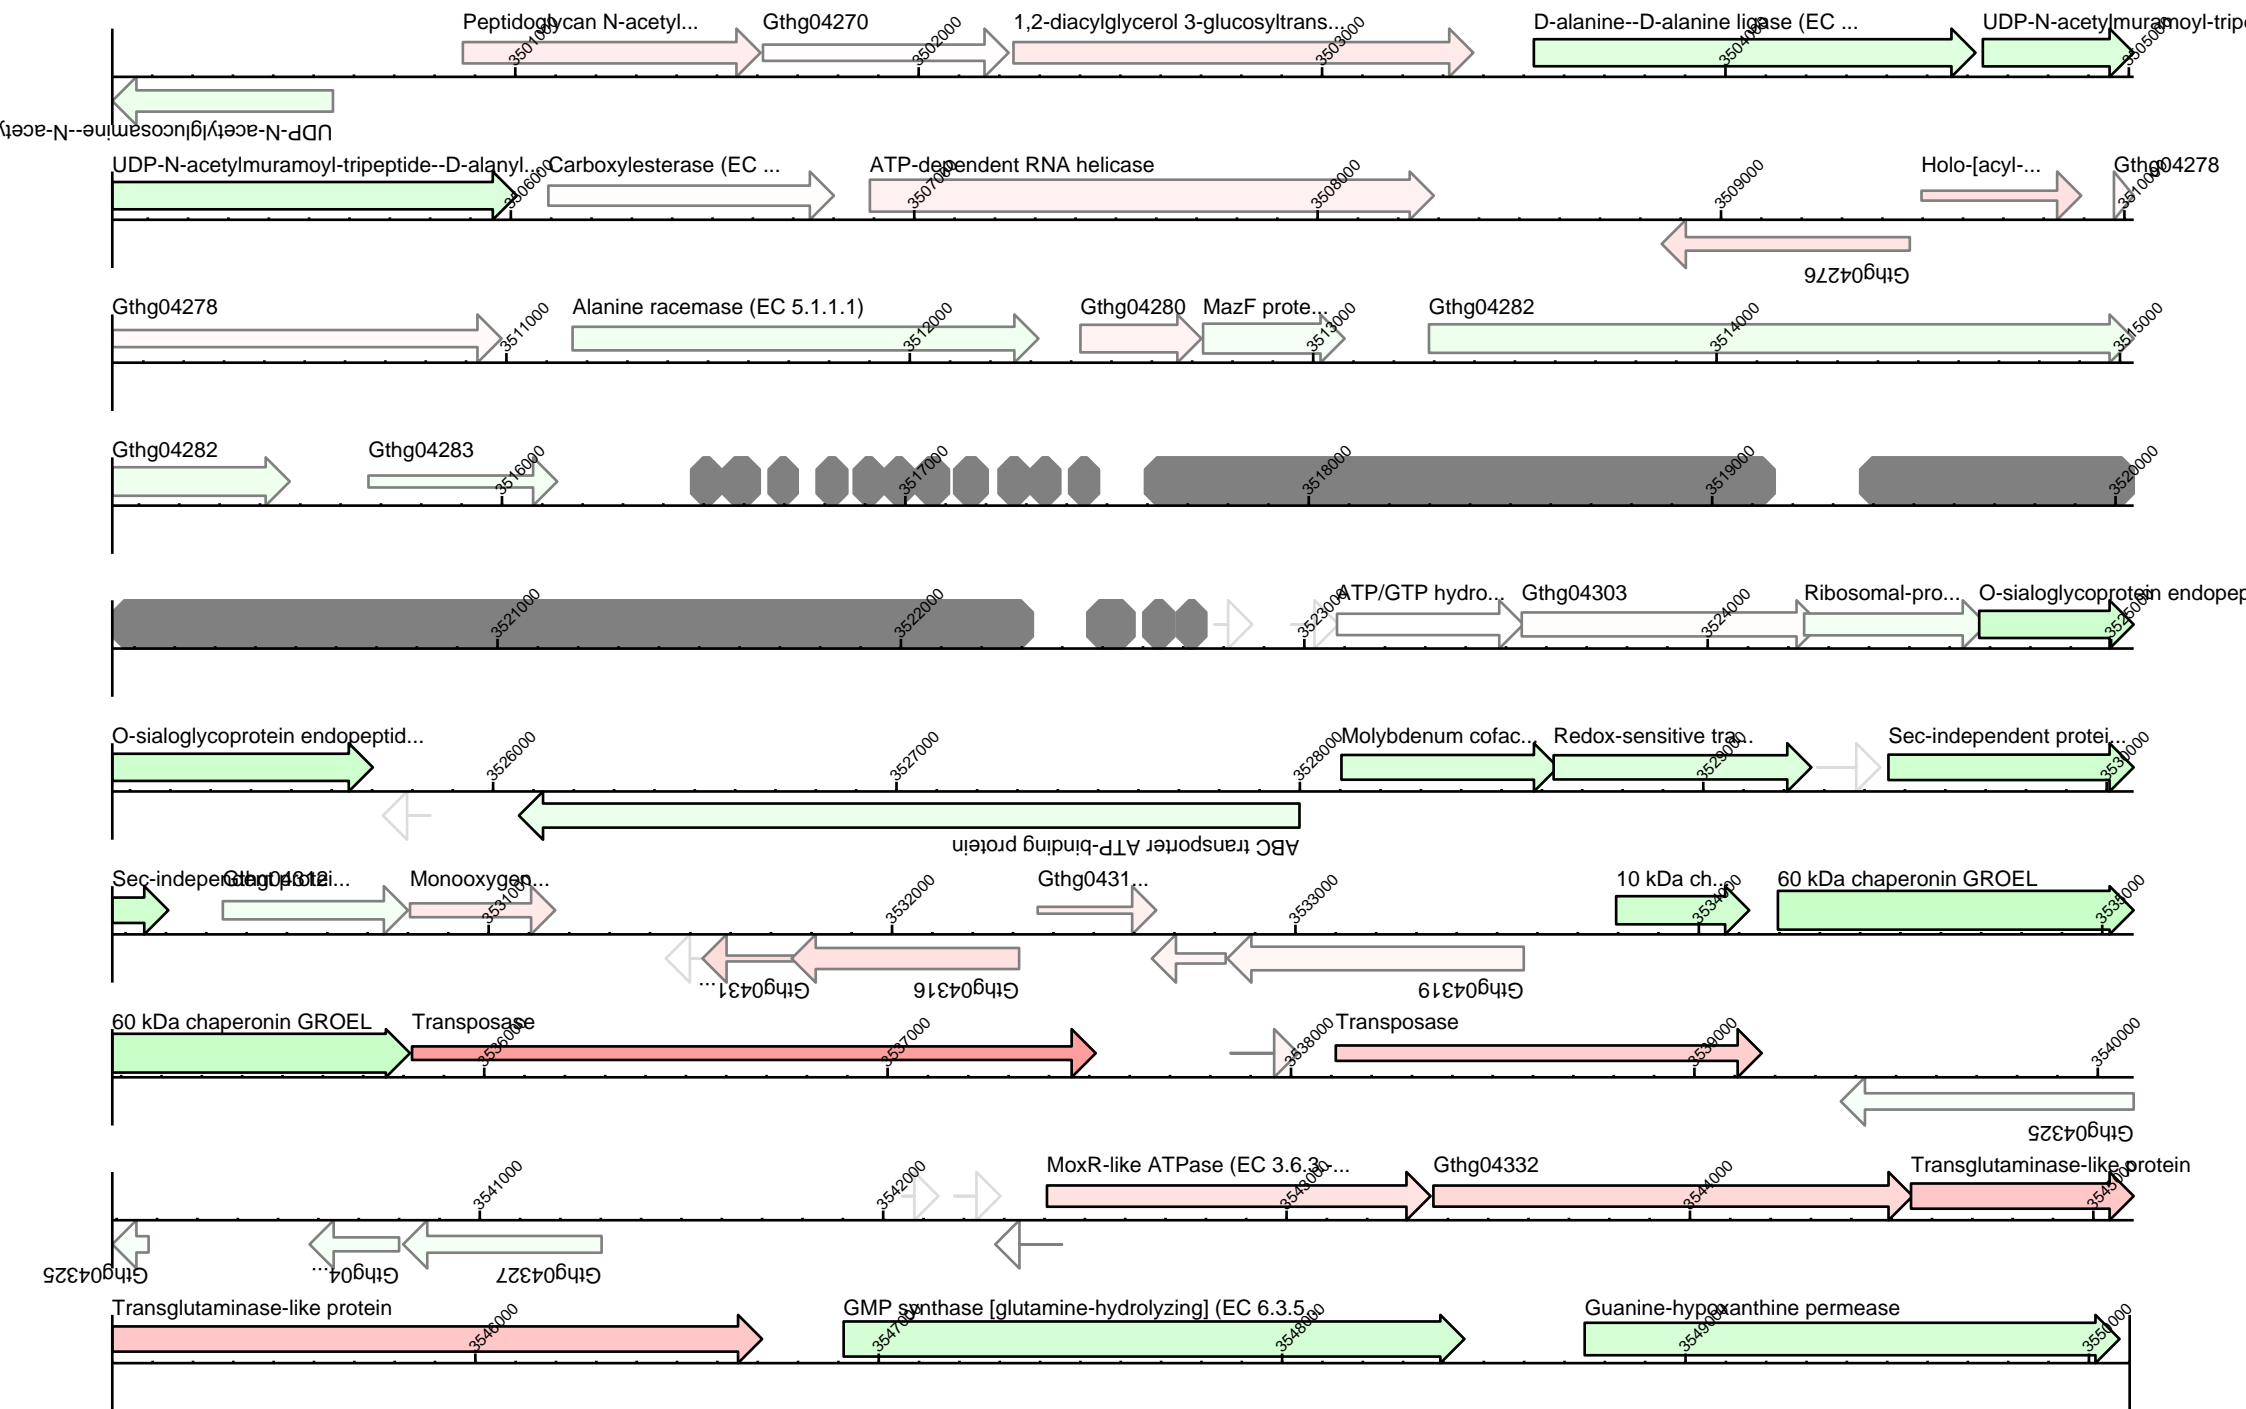 Peptidoglycan N-acetyl... Gthg04270 1,2-diacylglycerol 3-glucosyltrans... D-alanine--D-alanine ligase (EC ... UDP-N-acetylmuramoyl-tripe
3501000 3502000 3503000 3504000 3505000
UDP-N-acetylglucosamine--N-acety
UDP-N-acetylmuramoyl-tripeptide--D-alanyl... Carboxylesterase (EC ... ATP-dependent RNA helicase Holo-[acyl-... Gthg04278
3506000 3507000 3508000 3509000 3510000
Gthg04276
Gthg04278 Alanine racemase (EC 5.1.1.1) Gthg04280 MazF prote... Gthg04282
3511000 3512000 3513000 3514000 3515000
Gthg04282 Gthg04283
3516000 3517000 3518000 3519000 3520000
ATP/GTP hydro... Gthg04303 Ribosomal-pro... O-sialoglycoprotein endopep
3521000 3522000 3523000 3524000 3525000
O-sialoglycoprotein endopeptid... Molybdenum cofac... Redox-sensitive tra... Sec-independent protei...
3526000 3527000 3528000 3529000 3530000
ABC transporter ATP-binding protein
Sec-independent protei... Gthg04312 Monooxygen... Gthg0431... 10 kDa ch... 60 kDa chaperonin GROEL
3531000 3532000 3533000 3534000 3535000
Gthg0431... Gthg04316 Gthg04319
60 kDa chaperonin GROEL Transposase Transposase
3536000 3537000 3538000 3539000 3540000
Gthg04325
MoxR-like ATPase (EC 3.6.3.-... Gthg04332 Transglutaminase-like protein
3541000 3542000 3543000 3544000 3545000
Gthg04325 Gthg04... Gthg04327
Transglutaminase-like protein GMP synthase [glutamine-hydrolyzing] (EC 6.3.5... Guanine-hypoxanthine permease
3546000 3547000 3548000 3549000 3550000